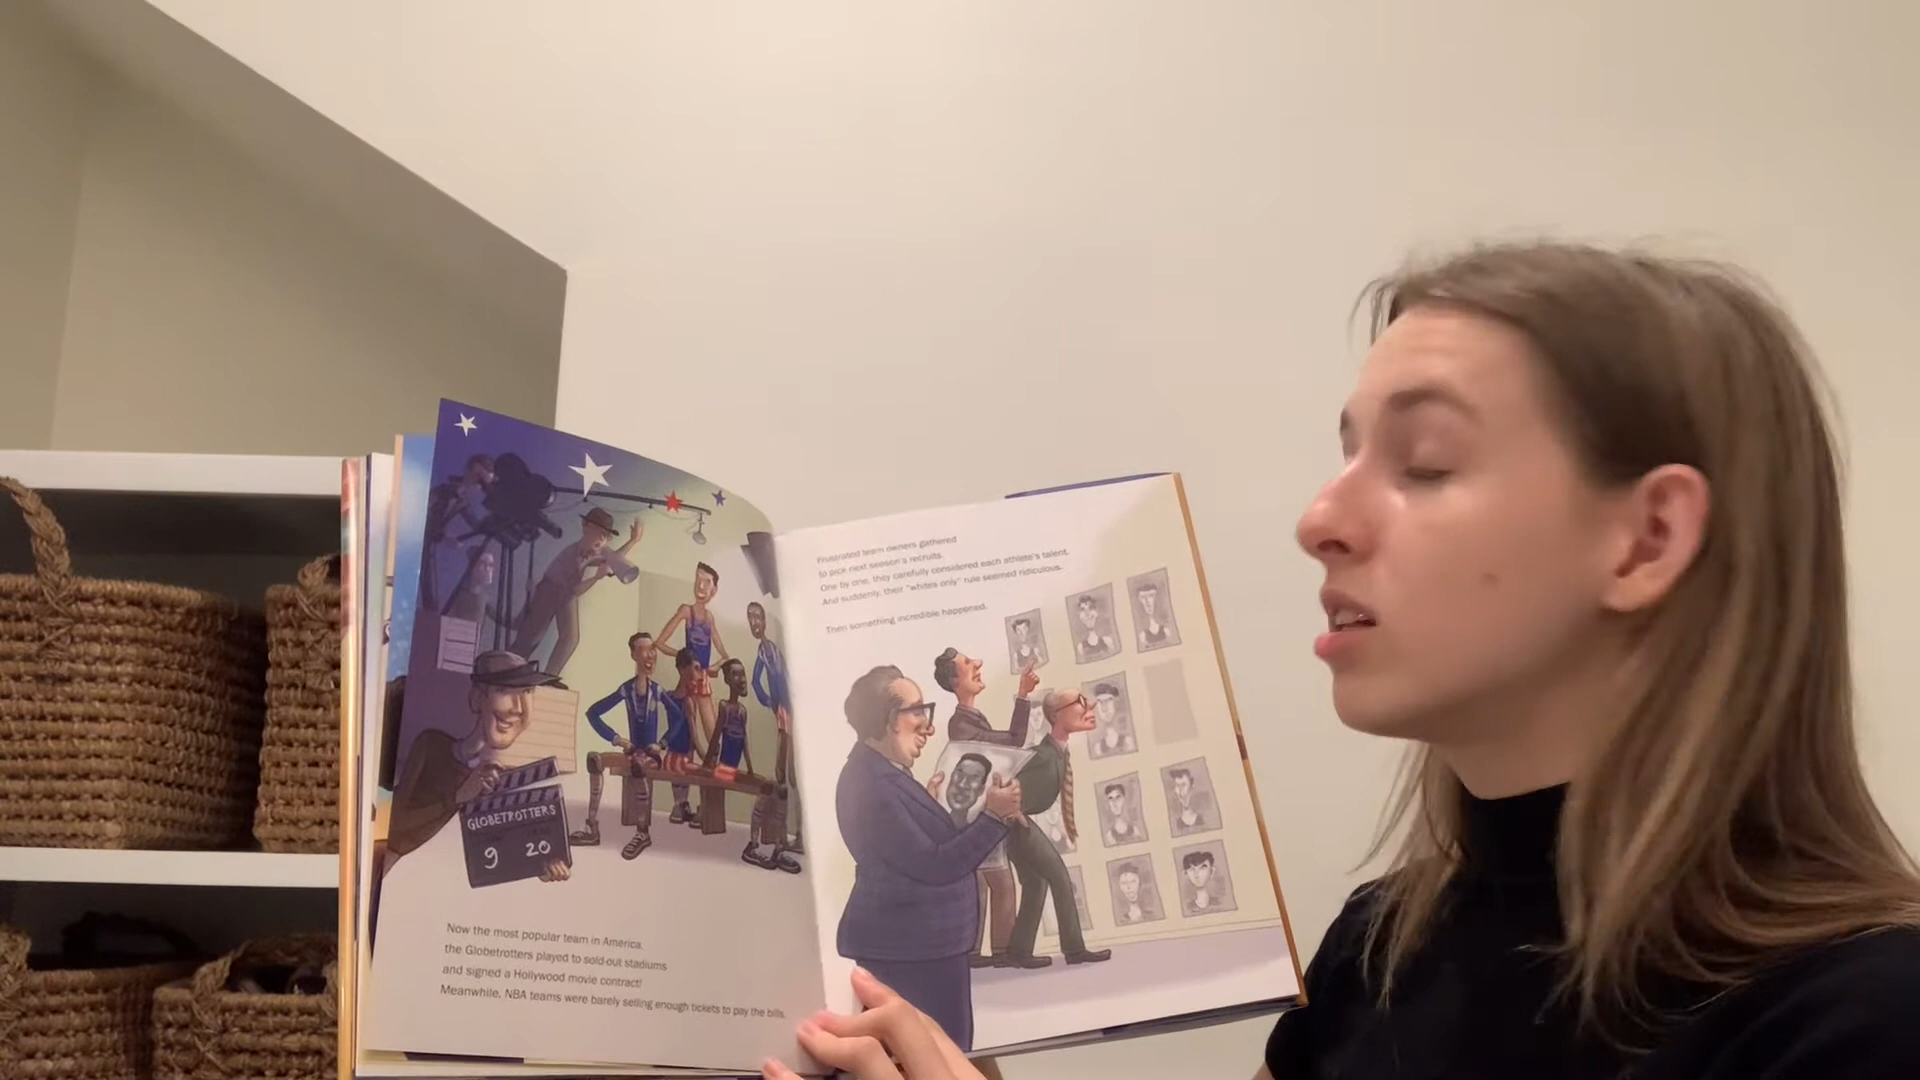 GLOBETROTTERS
9 20
Now the most popular team in America,
the Globetrotters played to sold-out stadiums
and signed a Hollywood movie contract!
Meanwhile, NBA teams were barely selling enough tickets to pay the bills.
Frustrated team owners gathered
to pick next season's recruits.
One by one, they carefully considered each athlete's talent.
And suddenly, their "whites only" rule seemed ridiculous.
Then something incredible happened.